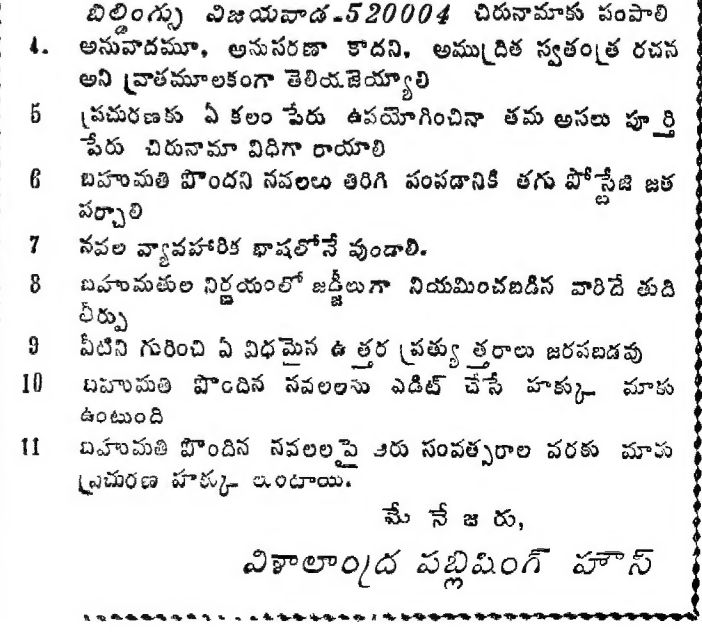 బిల్డింగ్సు విజయవాడ-520004 చిరునామాకు పంపాలి
4. అనువాదమూ, అనుసరణా కాదని, అముద్రిత స్వతంత్ర రచన
అని వ్రాతమూలకంగా తెలియజెయ్యాలి
5 ప్రచురణకు ఏ కలం పేరు ఉపయోగించినా తమ అసలు పూర్తి
పేరు చిరునామా విధిగా రాయాలి
6 బహుమతి పొందని నవలలు తిరిగి పంపడానికి తగు పోస్టేజి జత
పర్చాలి
7 నవల వ్యావహారిక భాషలోనే వుండాలి.
8 బహుమతుల నిర్ణయంలో జడ్జీలుగా నియమించబడిన వారిదే తుది
తీర్పు
9 వీటిని గురించి ఏ విధమైన ఉత్తర ప్రత్యుత్తరాలు జరపబడవు
10 బహుమతి పొందిన నవలలను ఎడిట్ చేసే హక్కు మాకు
ఉంటుంది
11 బహుమతి పొందిన నవలలపై ఆరు సంవత్సరాల వరకు మాకు
ప్రచురణ హక్కు లుంటాయి.
మేనేజరు,
విశాలాంధ్ర పబ్లిషింగ్ హౌస్